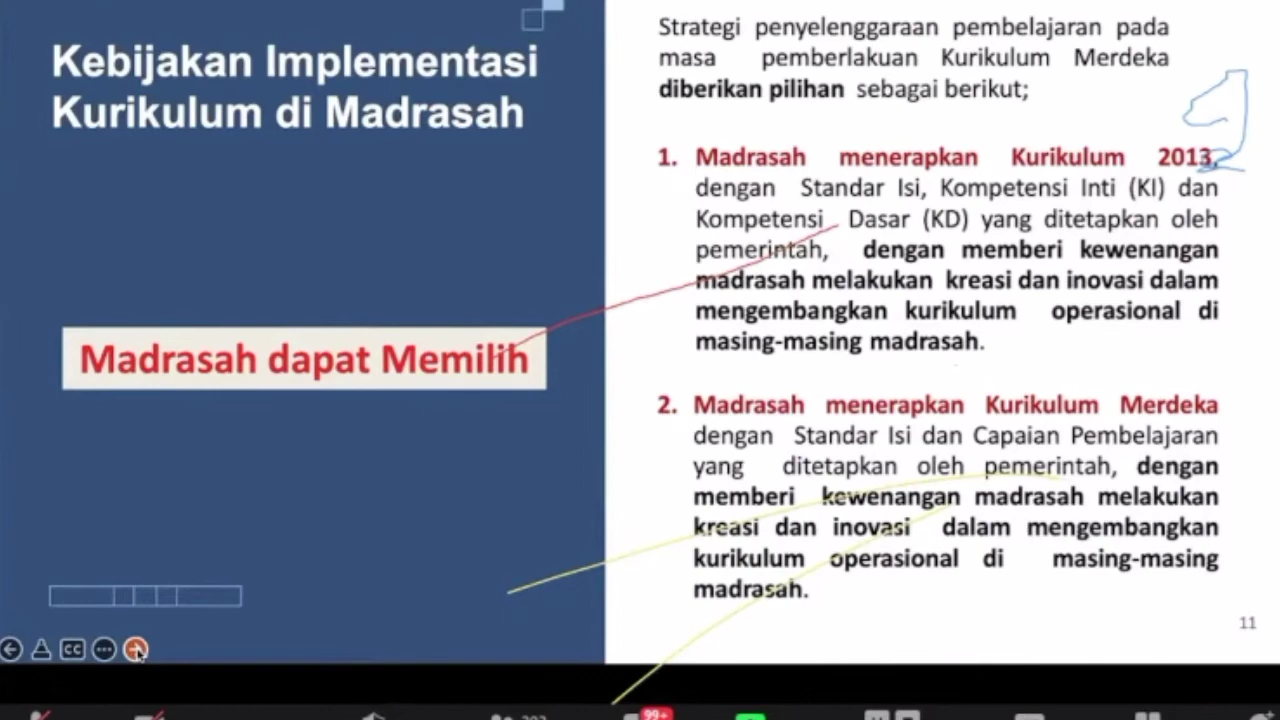 Kebijakan Implementasi
Kurikulum di Madrasah
Madrasah dapat Memilih
Strategi penyelenggaraan pembelajaran pada
masa pemberlakuan Kurikulum Merdeka
diberikan pilihan sebagai berikut;
1. Madrasah menerapkan Kurikulum 2013,
dengan Standar Isi, Kompetensi Inti (KI) dan
Kompetensi Dasar (KD) yang ditetapkan oleh
pemerintah, dengan memberi kewenangan
madrasah melakukan kreasi dan inovasi dalam
mengembangkan kurikulum operasional di
masing-masing madrasah.
2. Madrasah menerapkan Kurikulum Merdeka
dengan Standar Isi dan Capaian Pembelajaran
yang ditetapkan oleh pemerintah, dengan
memberi kewenangan madrasah melakukan
kreasi dan inovasi dalam mengembangkan
kurikulum operasional di masing-masing
madrasah.
11
CC
99+